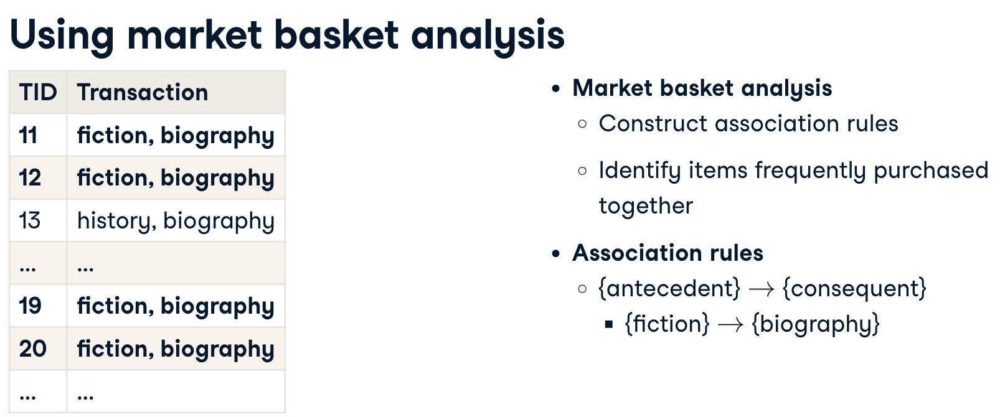 Using market basket analysis
TID Transaction
11 fiction, biography
12 fiction, biography
13 history, biography
... ...
19 fiction, biography
20 fiction, biography
... ...
• Market basket analysis
○ Construct association rules
○ Identify items frequently purchased
together
• Association rules
○ {antecedent} → {consequent}
▪ {fiction} → {biography}